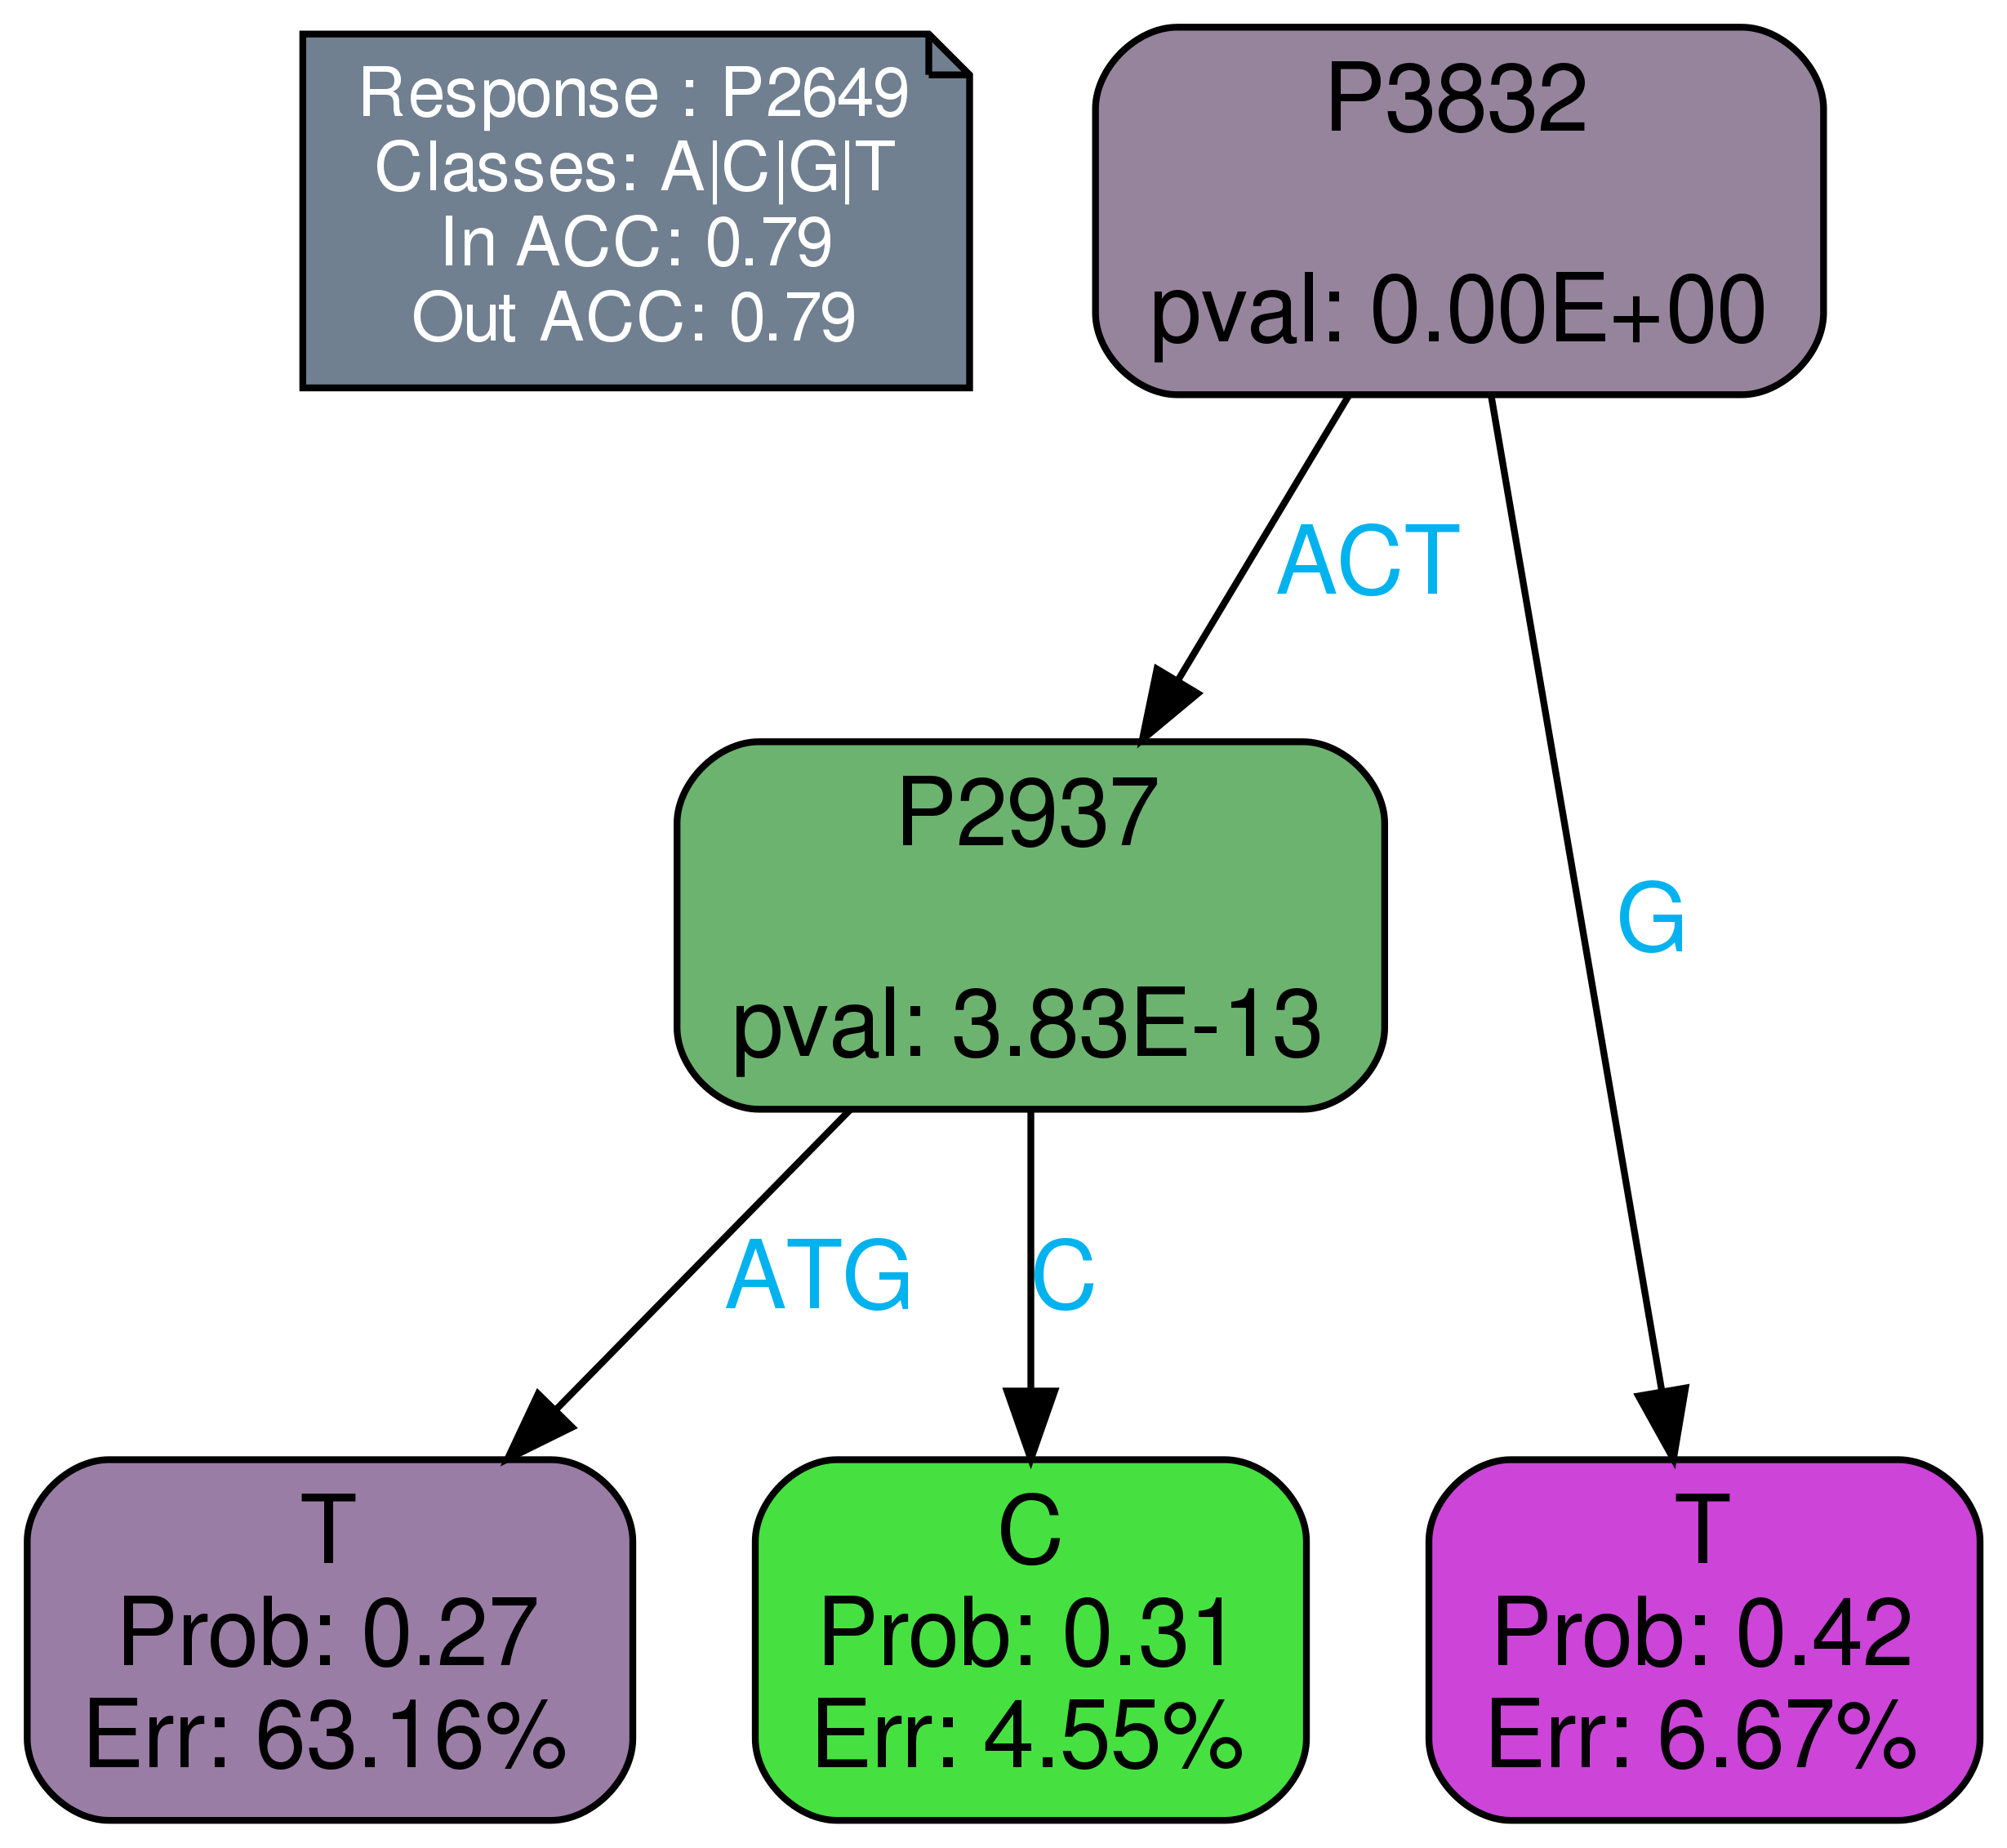 Response : P2649
Classes: A|C|G|T
In ACC: 0.79
Out ACC: 0.79
P3832
pval: 0.00E+00
ACT
P2937
pval: 3.83E-13
G
ATG
C
T
Prob: 0.27
Err: 63.16%
C
Prob: 0.31
Err: 4.55%
T
Prob: 0.42
Err: 6.67%